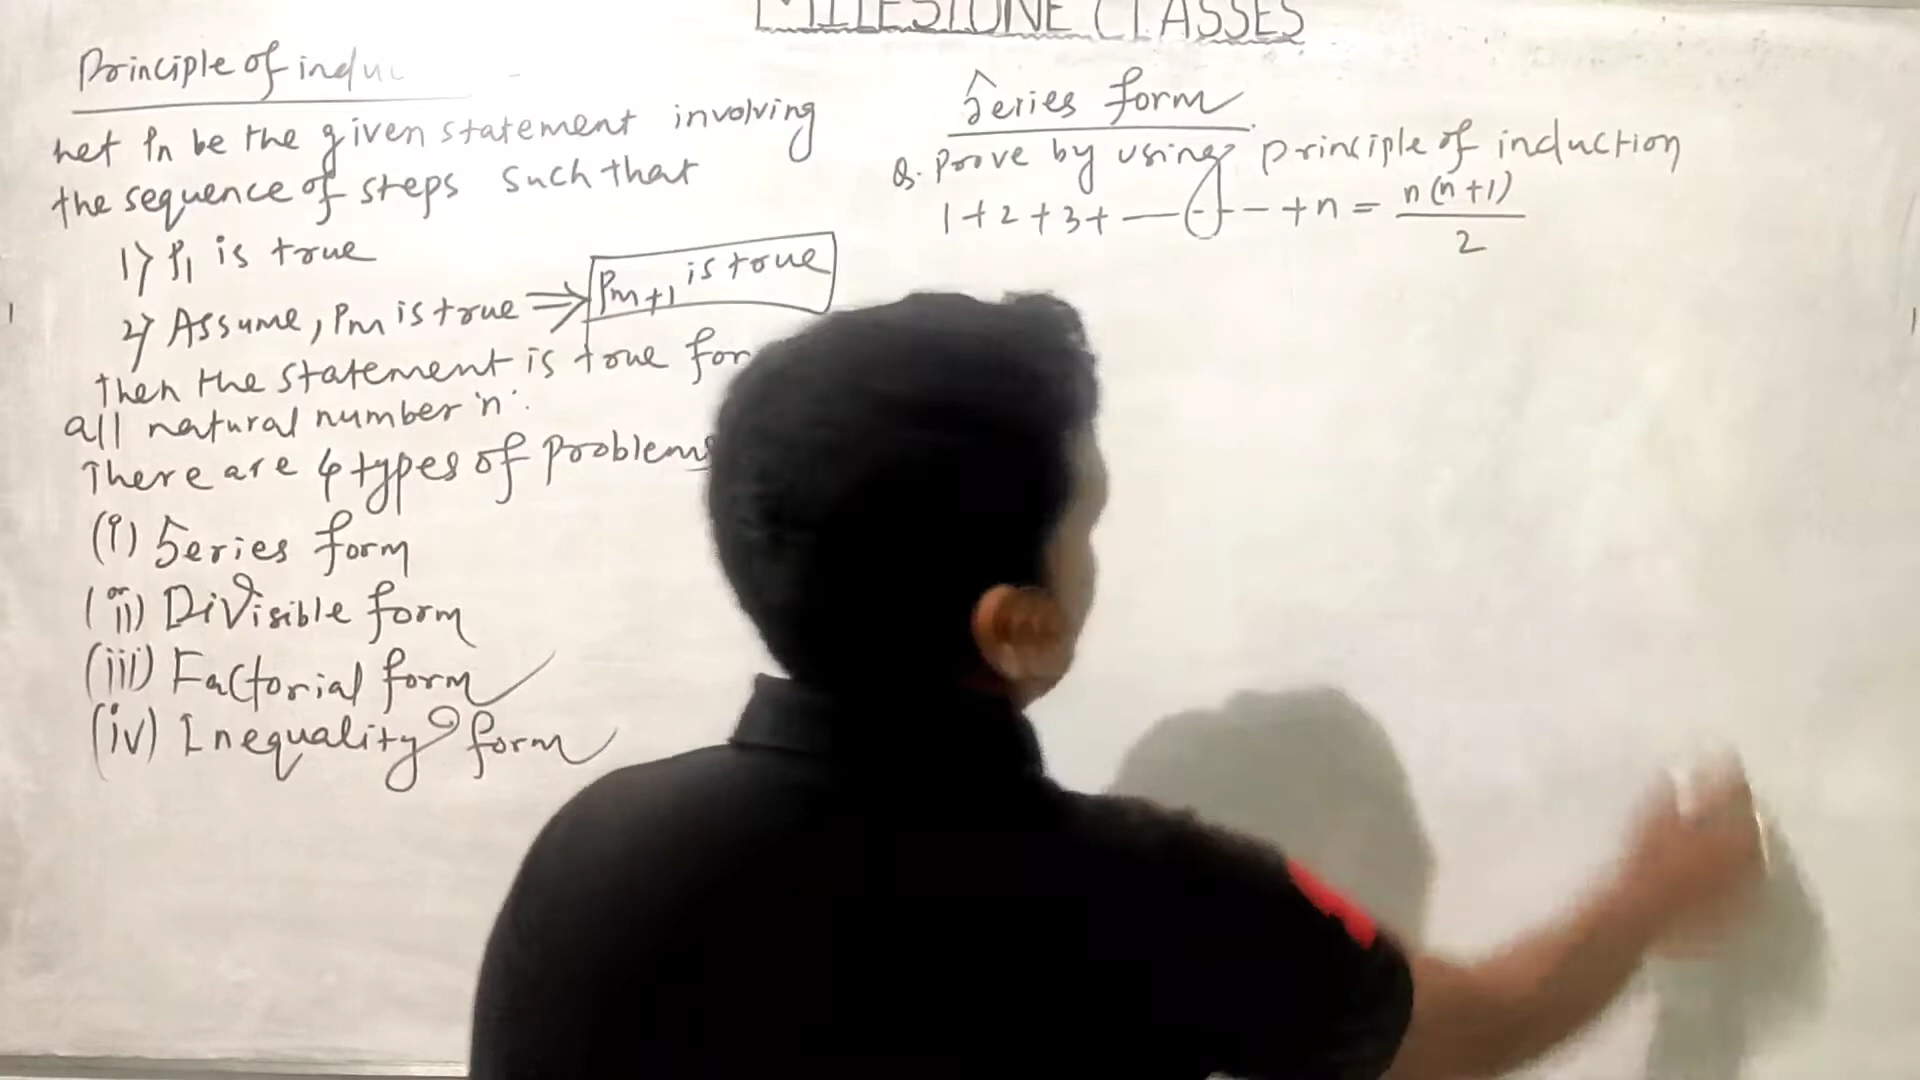 MILESTONE CLASSES
Principle of indu
Let Pn be the given statement involving
the sequence of steps such that
1) P1 is true
2) Assume, Pm is true ⇒ Pm+1 is true
Then the statement is true for
all natural number 'n'.
There are 4 types of problems
(i) Series form
(ii) Divisible form
(iii) Factorial form
(iv) Inequality form
Series form
Q. Prove by using principle of induction
1+2+3+ ---- +n = n(n+1)/2